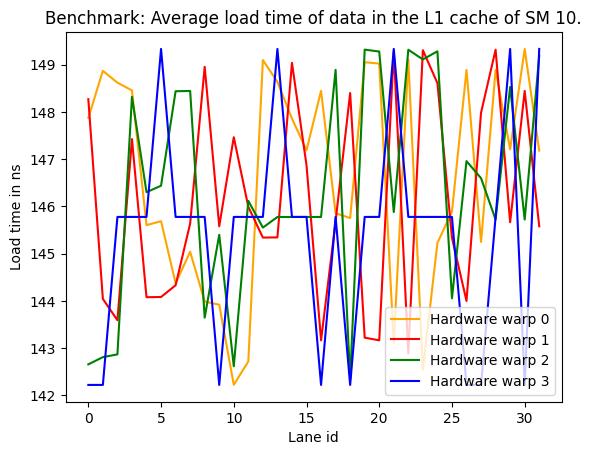 Benchmark: Average load time of data in the L1 cache of SM 10.
149
148
147
146
145
144
143
142
Load time in ns
0
5
10
15
20
25
30
Lane id
Hardware warp 0
Hardware warp 1
Hardware warp 2
Hardware warp 3